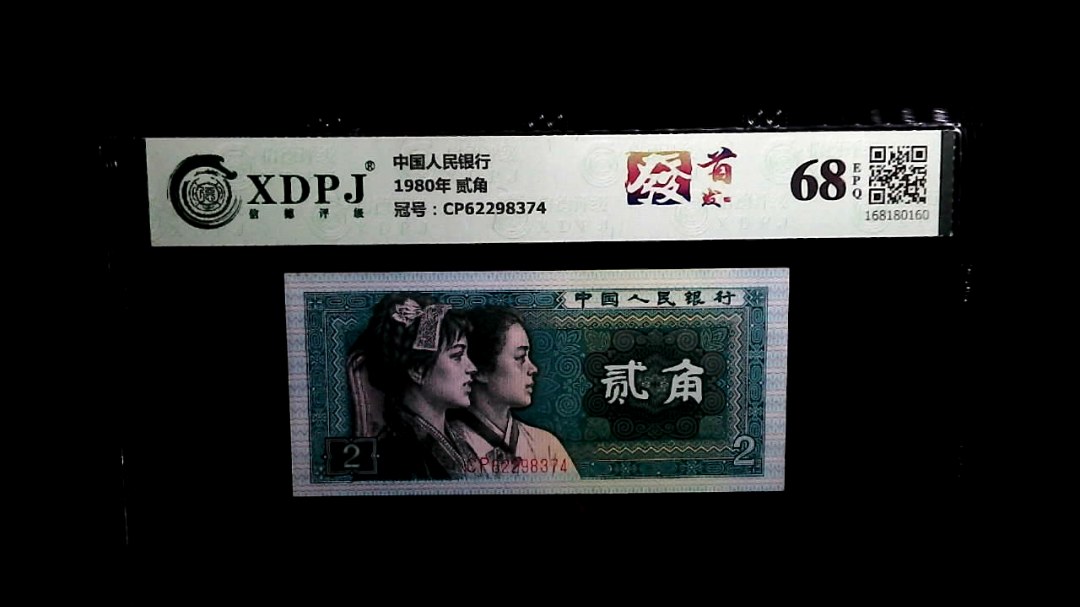 XDPJ®
信德评级
中国人民银行
1980年 贰角
冠号：CP62298374
發
首发
68
EPQ
168180160
中国人民银行
贰角
2
2
CP62298374